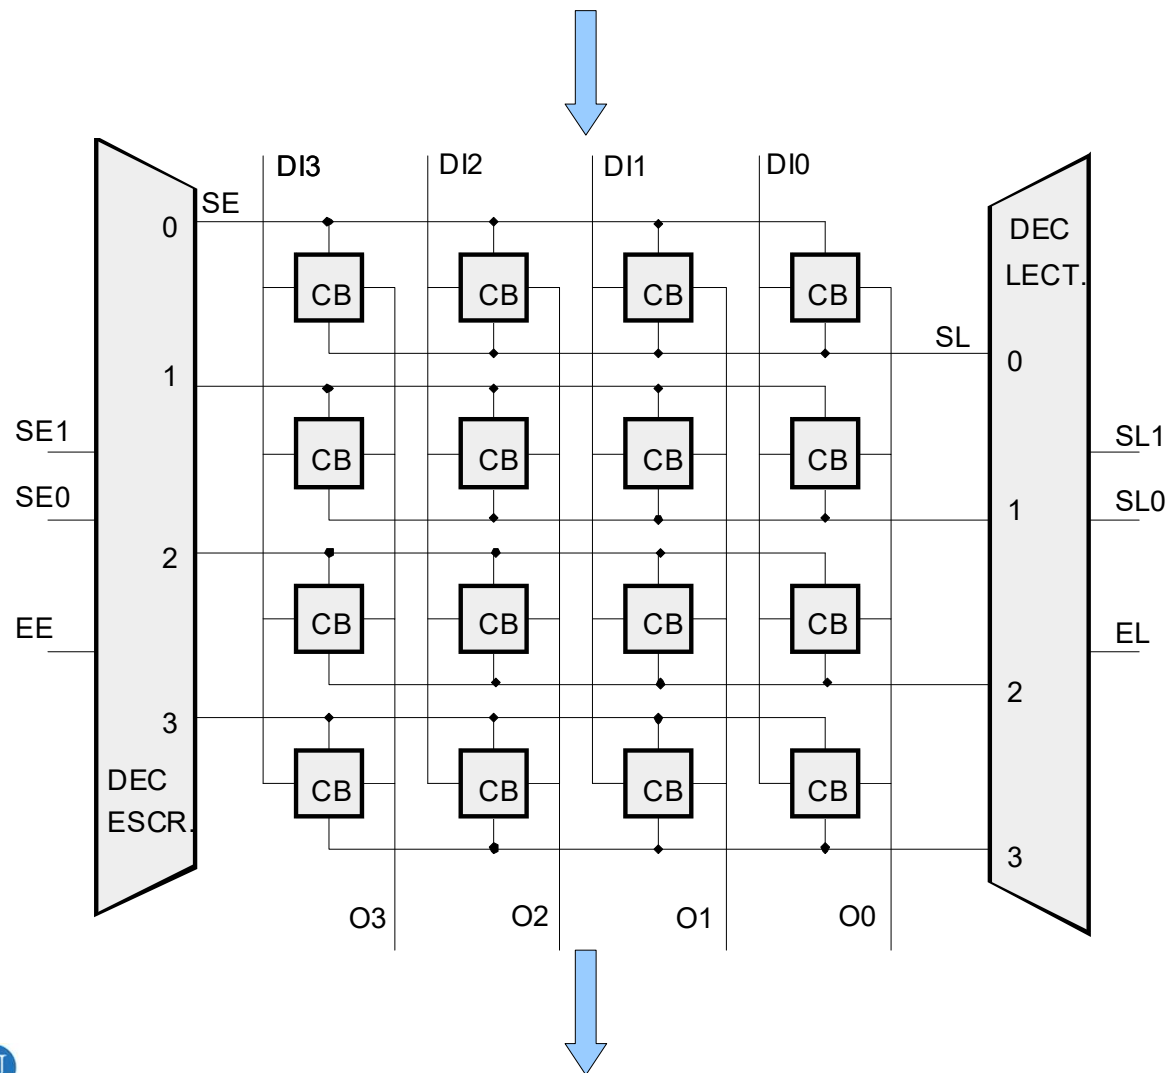 DI3 DI2 DI1 DI0
SE
0
DEC
LECT.
CB CB CB CB
SL
0
1
SE1
SL1
CB CB CB CB
SE0
1
SL0
2
EE
CB CB CB CB
EL
2
3
DEC
ESCR.
CB CB CB CB
3
O3 O2 O1 O0